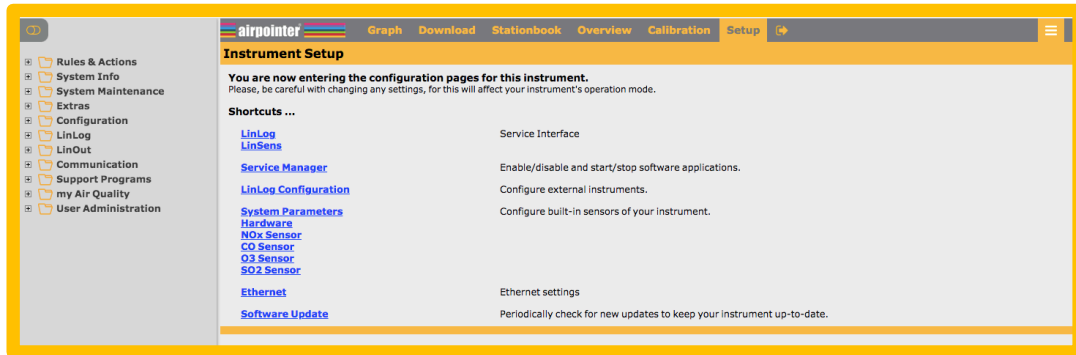 airpointer Graph Download Stationbook Overview Calibration Setup
Rules & Actions
System Info
System Maintenance
Extras
Configuration
LinLog
LinOut
Communication
Support Programs
my Air Quality
User Administration
Instrument Setup
You are now entering the configuration pages for this instrument.
Please, be careful with changing any settings, for this will affect your instrument's operation mode.
Shortcuts ...
LinLog Service Interface
LinSens
Service Manager Enable/disable and start/stop software applications.
LinLog Configuration Configure external instruments.
System Parameters Configure built-in sensors of your instrument.
Hardware
NOx Sensor
CO Sensor
O3 Sensor
SO2 Sensor
Ethernet Ethernet settings
Software Update Periodically check for new updates to keep your instrument up-to-date.